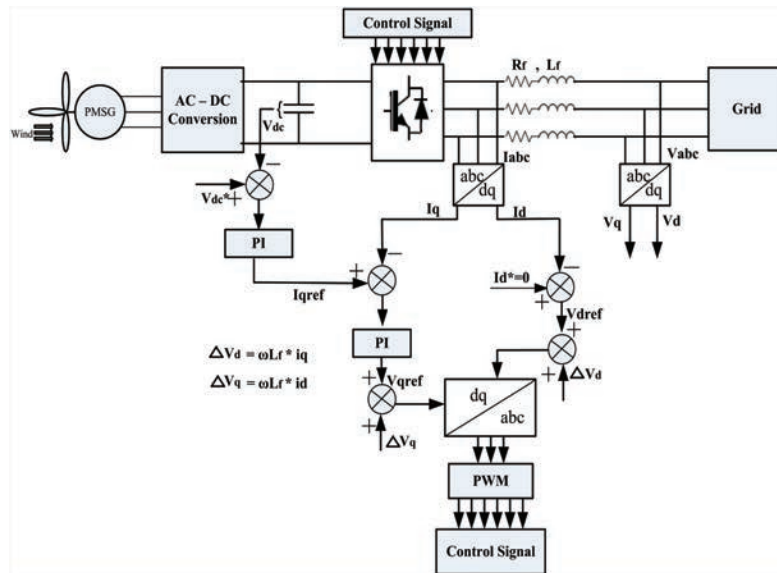 Control Signal
Rf , Lf
PMSG
AC – DC
Conversion
Grid
Wind
Vdc
Iabc
Vabc
abc
dq
abc
dq
Vdc*
Iq
Id
Vq
Vd
PI
Iqref
Id*=0
Vdref
PI
ΔVd = ωLf * iq
ΔVq = ωLf * id
Vqref
ΔVd
dq
abc
ΔVq
PWM
Control Signal